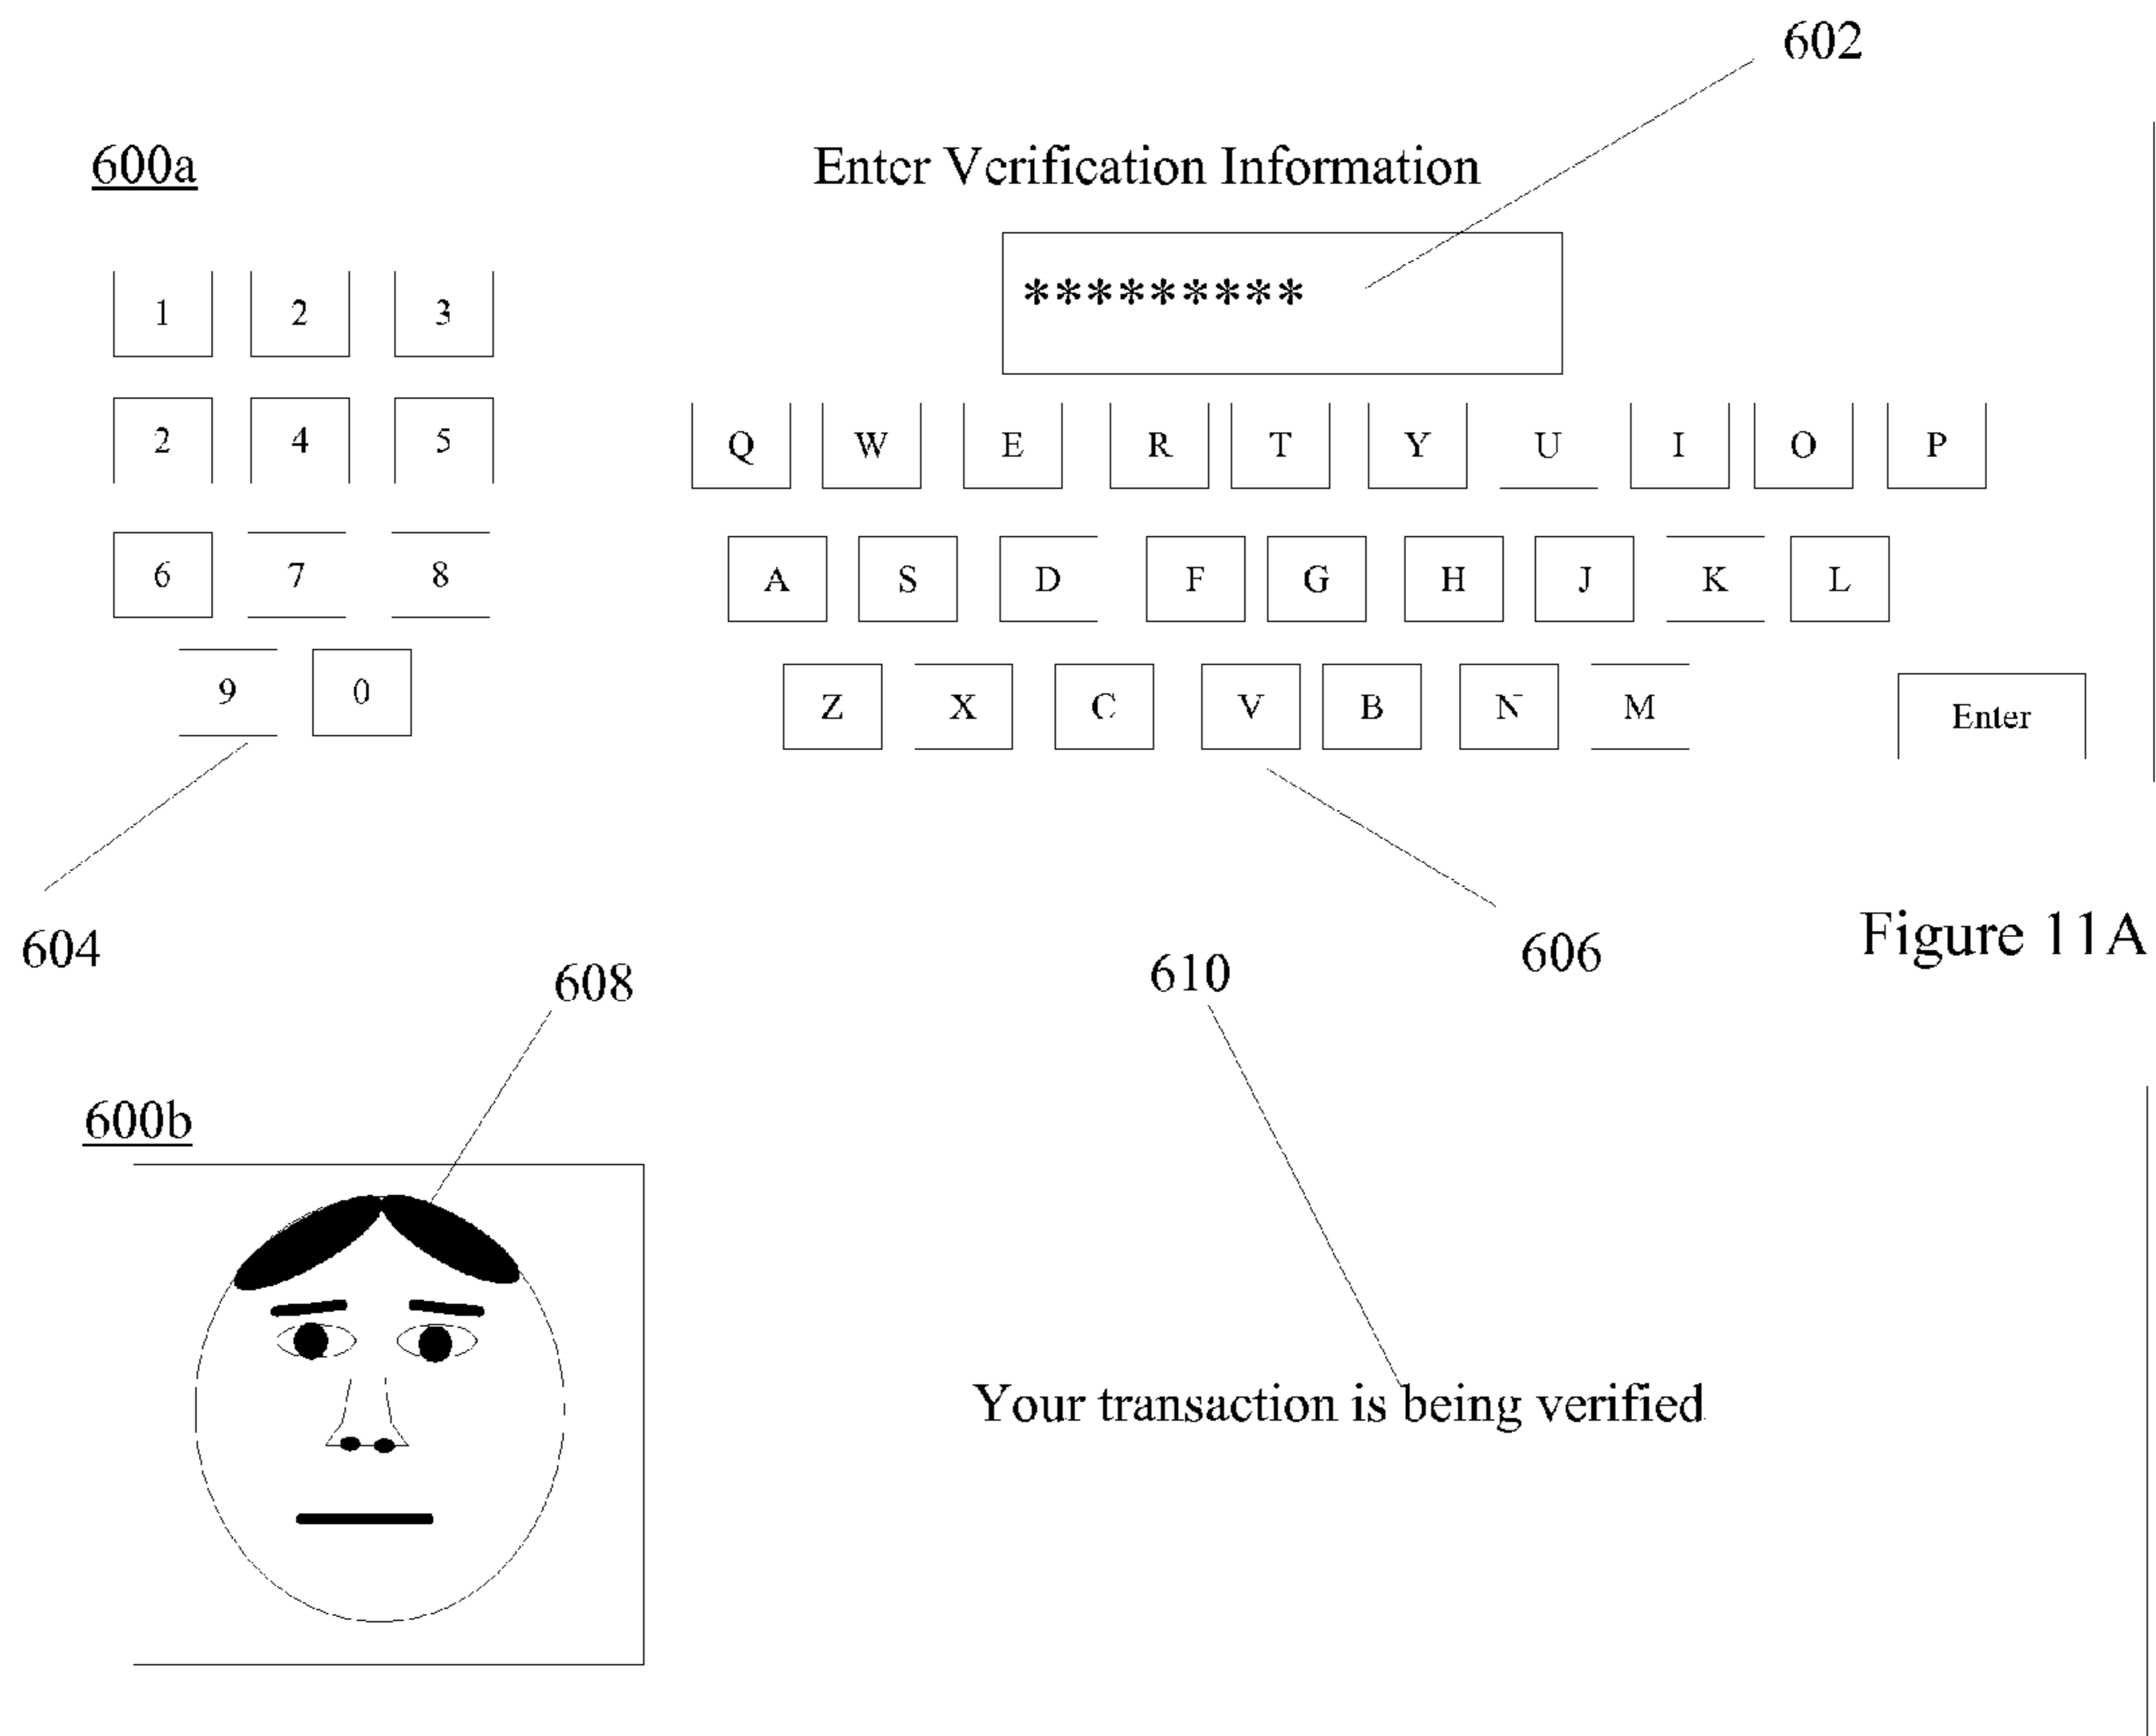 602
600a
Enter Verification Information
*********
1 2 3
2 4 5
6 7 8
9 0
Q W E R T Y U I O P
A S D F G H J K L
Z X C V B N M
Enter
604
606
Figure 11A
608
610
600b
Your transaction is being verified